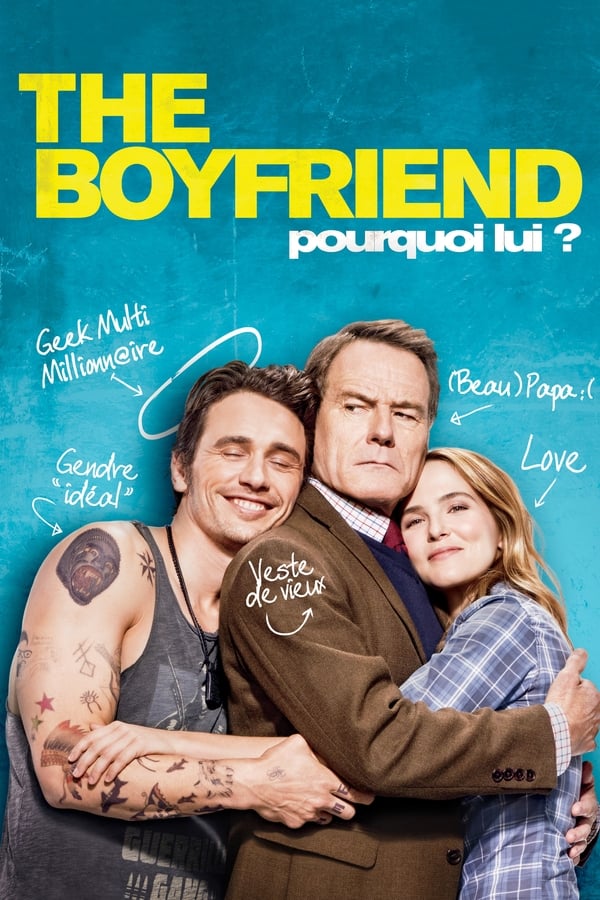 THE
BOYFRIEND
pourquoi lui ?
Geek Multi
Millionn@ire
(Beau) Papa :(
Gendre
"idéal"
Love
Veste
de vieux